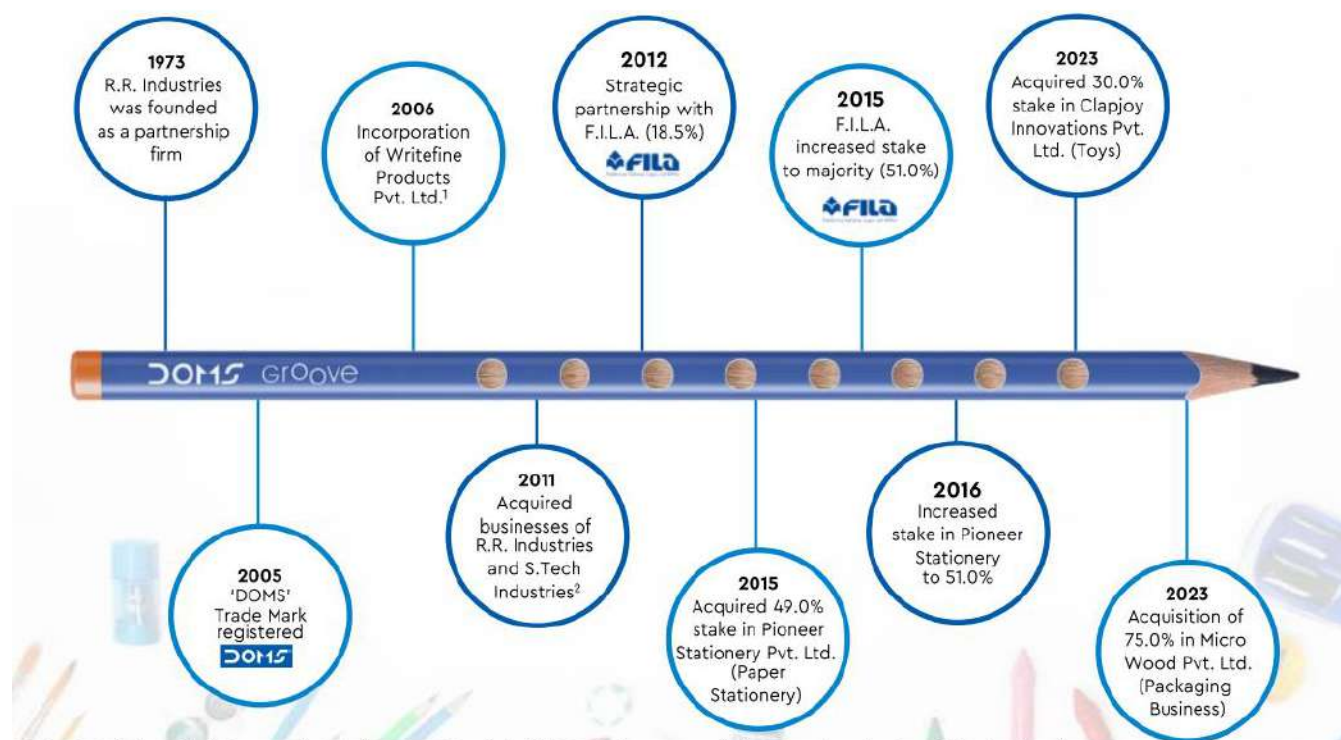 1973
R.R. Industries
was founded
as a partnership
firm
2006
Incorporation
of Writefine
Products
Pvt. Ltd.¹
2012
Strategic
partnership with
F.I.L.A. (18.5%)
FILA
2015
F.I.L.A.
increased stake
to majority (51.0%)
FILA
2023
Acquired 30.0%
stake in Clapjoy
Innovations Pvt.
Ltd. (Toys)
DOMS GrOOve
2005
'DOMS'
Trade Mark
registered
DOMS
2011
Acquired
businesses of
R.R. Industries
and S.Tech
Industries²
2015
Acquired 49.0%
stake in Pioneer
Stationery Pvt. Ltd.
(Paper
Stationery)
2016
Increased
stake in Pioneer
Stationery
to 51.0%
2023
Acquisition of
75.0% in Micro
Wood Pvt. Ltd.
(Packaging
Business)